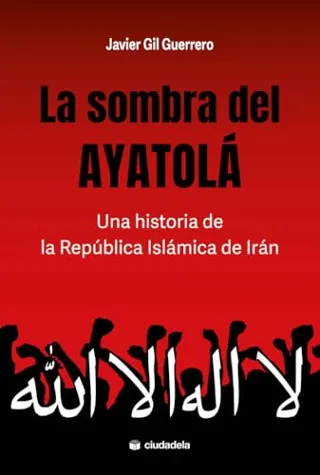 Javier Gil Guerrero
La sombra del
AYATOLÁ
Una historia de
la República Islámica de Irán
لا اله الا الله
ciudadela